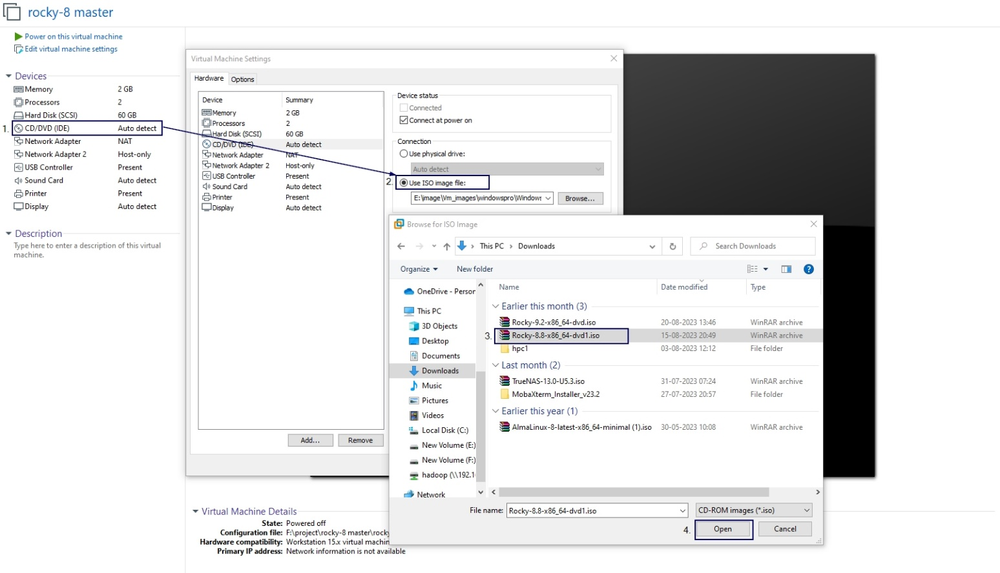 rocky-8 master
Power on this virtual machine
Edit virtual machine settings
Devices
Memory 2 GB
Processors 2
Hard Disk (SCSI) 60 GB
1. CD/DVD (IDE) Auto detect
Network Adapter NAT
Network Adapter 2 Host-only
USB Controller Present
Sound Card Auto detect
Printer Present
Display Auto detect
Description
Type here to enter a description of this virtual
machine.
Virtual Machine Settings
Hardware Options
Device Summary
Memory 2 GB
Processors 2
Hard Disk (SCSI) 60 GB
CD/DVD (IDE) Auto detect
Network Adapter NAT
Network Adapter 2 Host-only
USB Controller Present
Sound Card Auto detect
Printer Present
Display Auto detect
Add... Remove
Device status
Connected
Connect at power on
Connection
Use physical drive:
Auto detect
2. Use ISO image file:
E:\image\Vm_images\windowspro\Windows Browse...
Browse for ISO Image
This PC › Downloads
Search Downloads
Organize New folder
OneDrive - Person
This PC
3D Objects
Desktop
Documents
Downloads
Music
Pictures
Videos
Local Disk (C:)
New Volume (E:)
New Volume (F:)
hadoop (\\192.1
Network
Name Date modified Type
Earlier this month (3)
Rocky-9.2-x86_64-dvd.iso 20-08-2023 13:46 WinRAR archive
3. Rocky-8.8-x86_64-dvd1.iso 15-08-2023 20:49 WinRAR archive
hpc1 03-08-2023 12:12 File folder
Last month (2)
TrueNAS-13.0-U5.3.iso 31-07-2023 07:24 WinRAR archive
MobaXterm_Installer_v23.2 27-07-2023 20:57 File folder
Earlier this year (1)
AlmaLinux-8-latest-x86_64-minimal (1).iso 30-05-2023 10:08 WinRAR archive
File name: Rocky-8.8-x86_64-dvd1.iso CD-ROM images (*.iso)
4. Open Cancel
Virtual Machine Details
State: Powered off
Configuration file: F:\project\rocky-8 master\rocky
Hardware compatibility: Workstation 15.x virtual machin
Primary IP address: Network information is not available